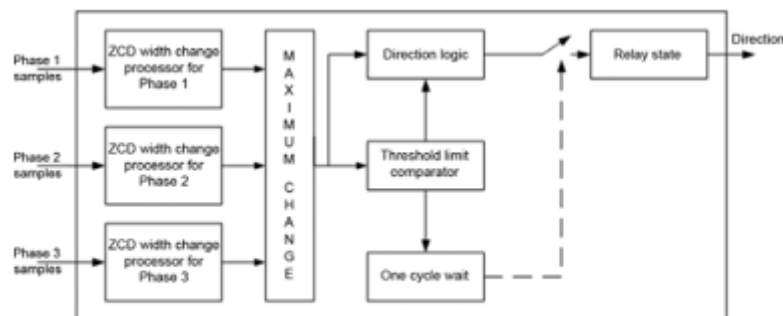 Phase 1
samples
ZCD width change
processor for
Phase 1
Phase 2
samples
ZCD width change
processor for
Phase 2
Phase 3
samples
ZCD width change
processor for
Phase 3
MAXIMUM CHANGE
Direction logic
Threshold limit
comparator
One cycle wait
Relay state
Direction